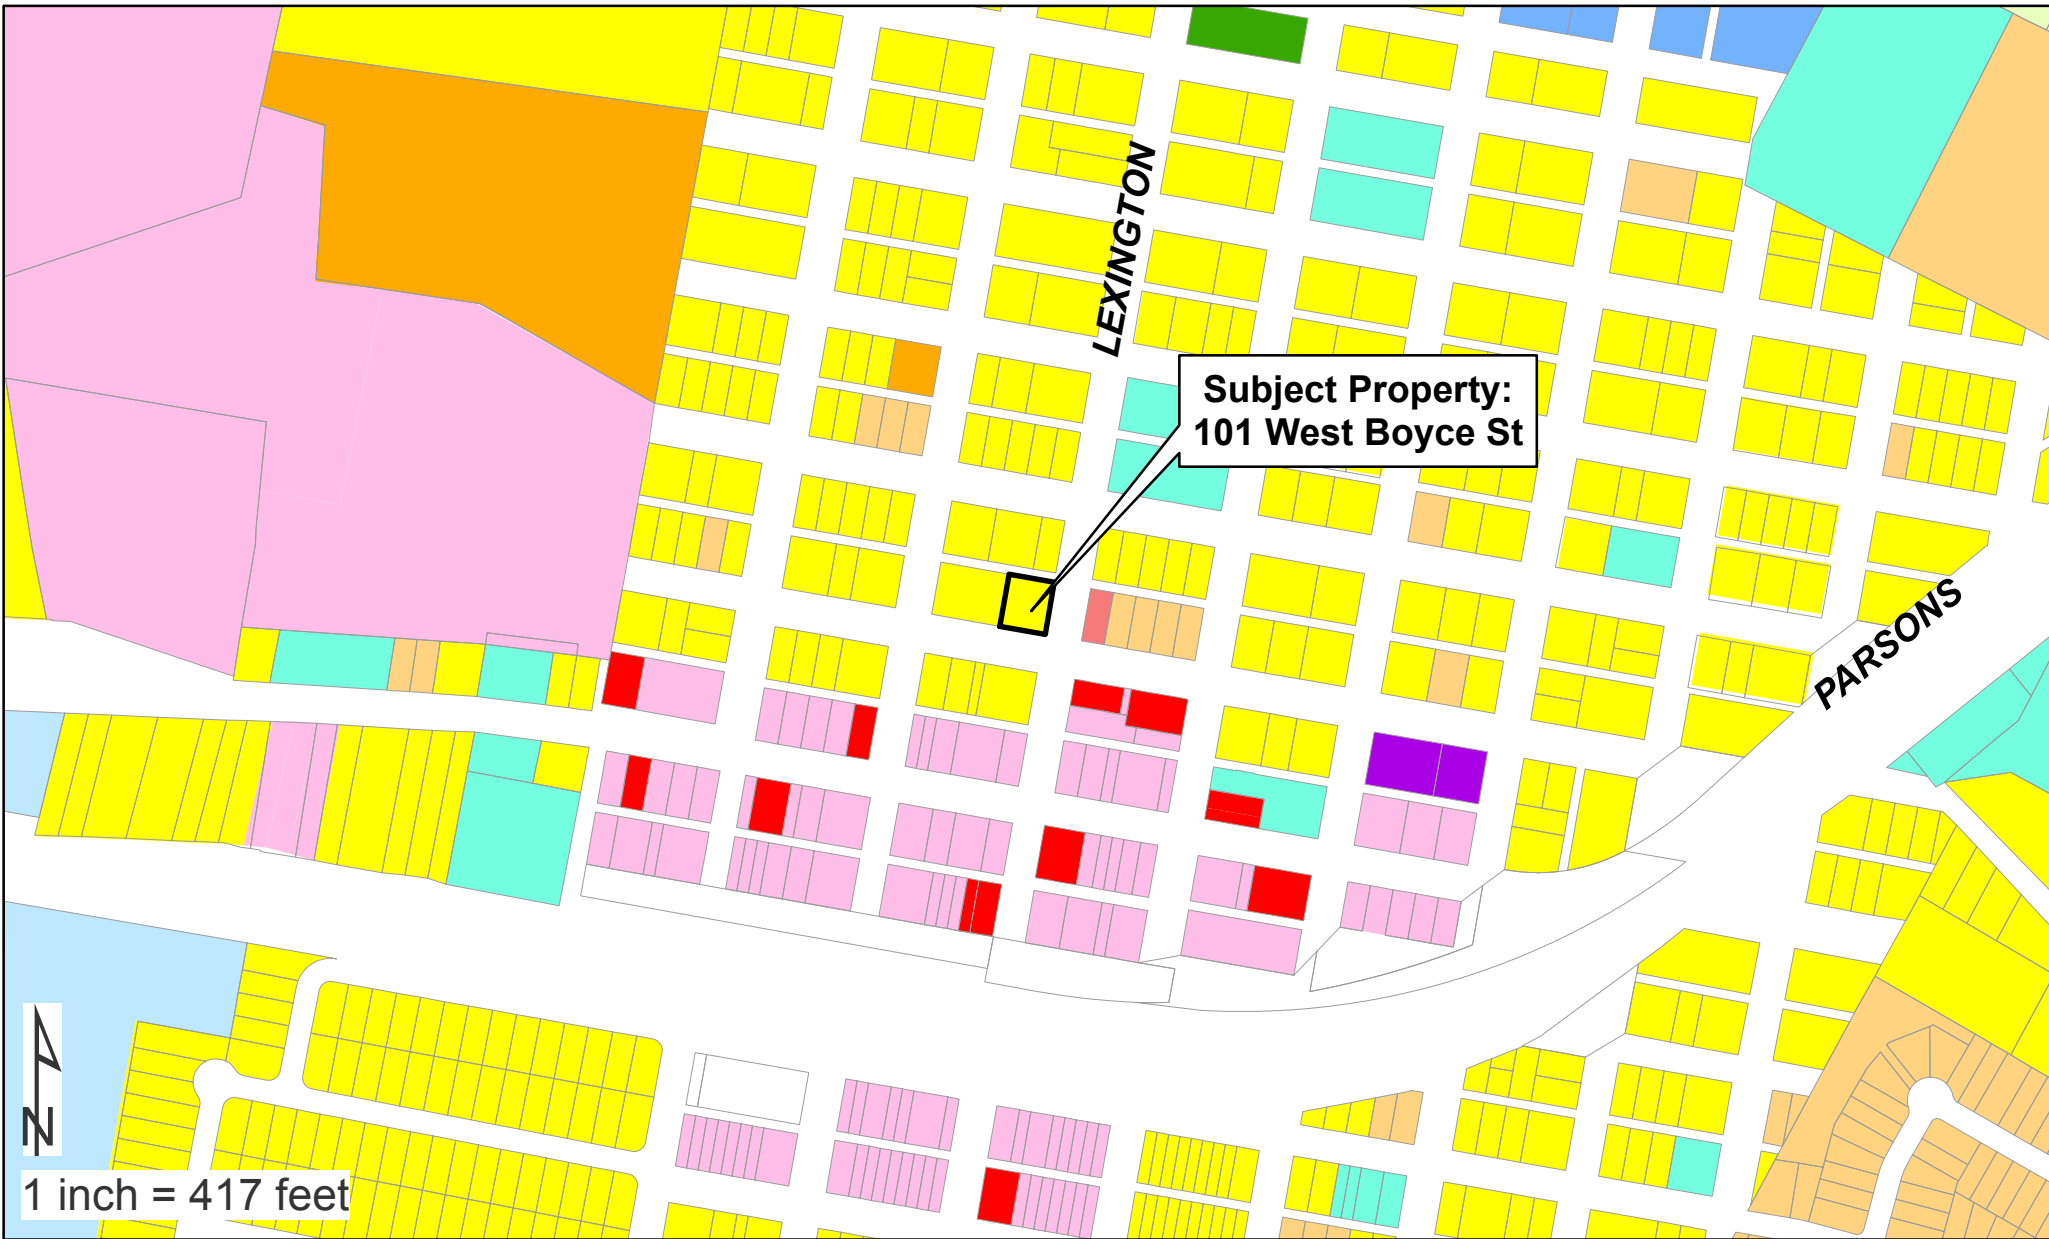 LEXINGTON
Subject Property:
101 West Boyce St
PARSONS
N
1 inch = 417 feet